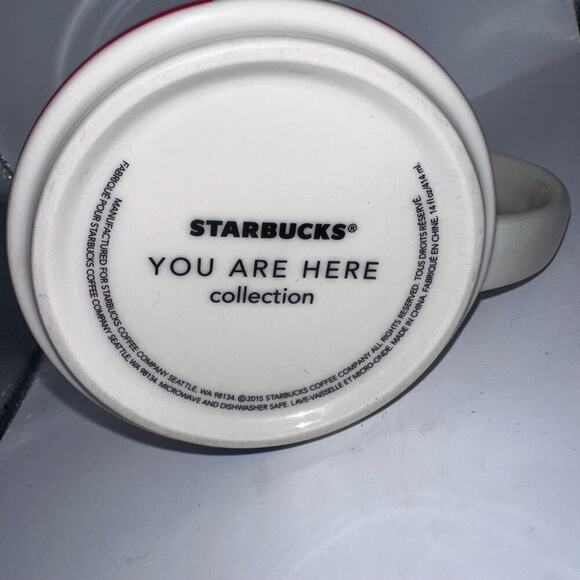 STARBUCKS®
YOU ARE HERE
collection
MANUFACTURED FOR STARBUCKS COFFEE COMPANY SEATTLE, WA 98134. ©2015 STARBUCKS COFFEE COMPANY ALL RIGHTS RESERVED. TOUS DROITS RÉSERVÉ.
FABRIQUÉ POUR STARBUCKS COFFEE COMPANY SEATTLE, WA 98134. MICROWAVE AND DISHWASHER SAFE. LAVE-VAISSELLE ET MICRO-ONDE. MADE IN CHINA. FABRIQUÉ EN CHINE. 14 fl oz/414 mL